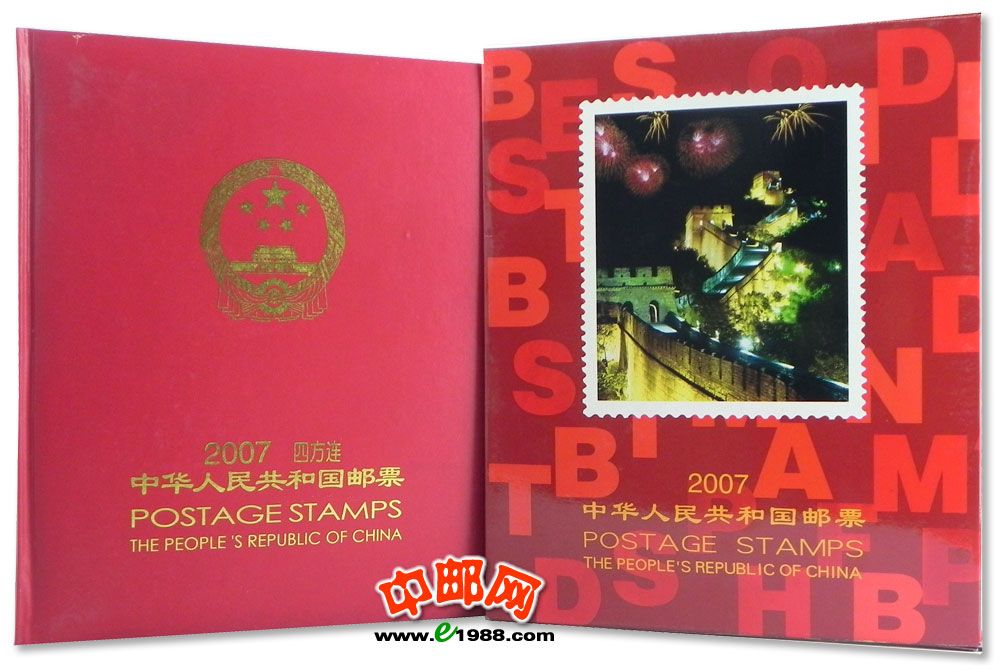 2007 四方连
中华人民共和国邮票
POSTAGE STAMPS
THE PEOPLE 'S REPUBLIC OF CHINA
2007
中华人民共和国邮票
POSTAGE STAMPS
THE PEOPLE'S REPUBLIC OF CHINA
中邮网
www.e1988.com